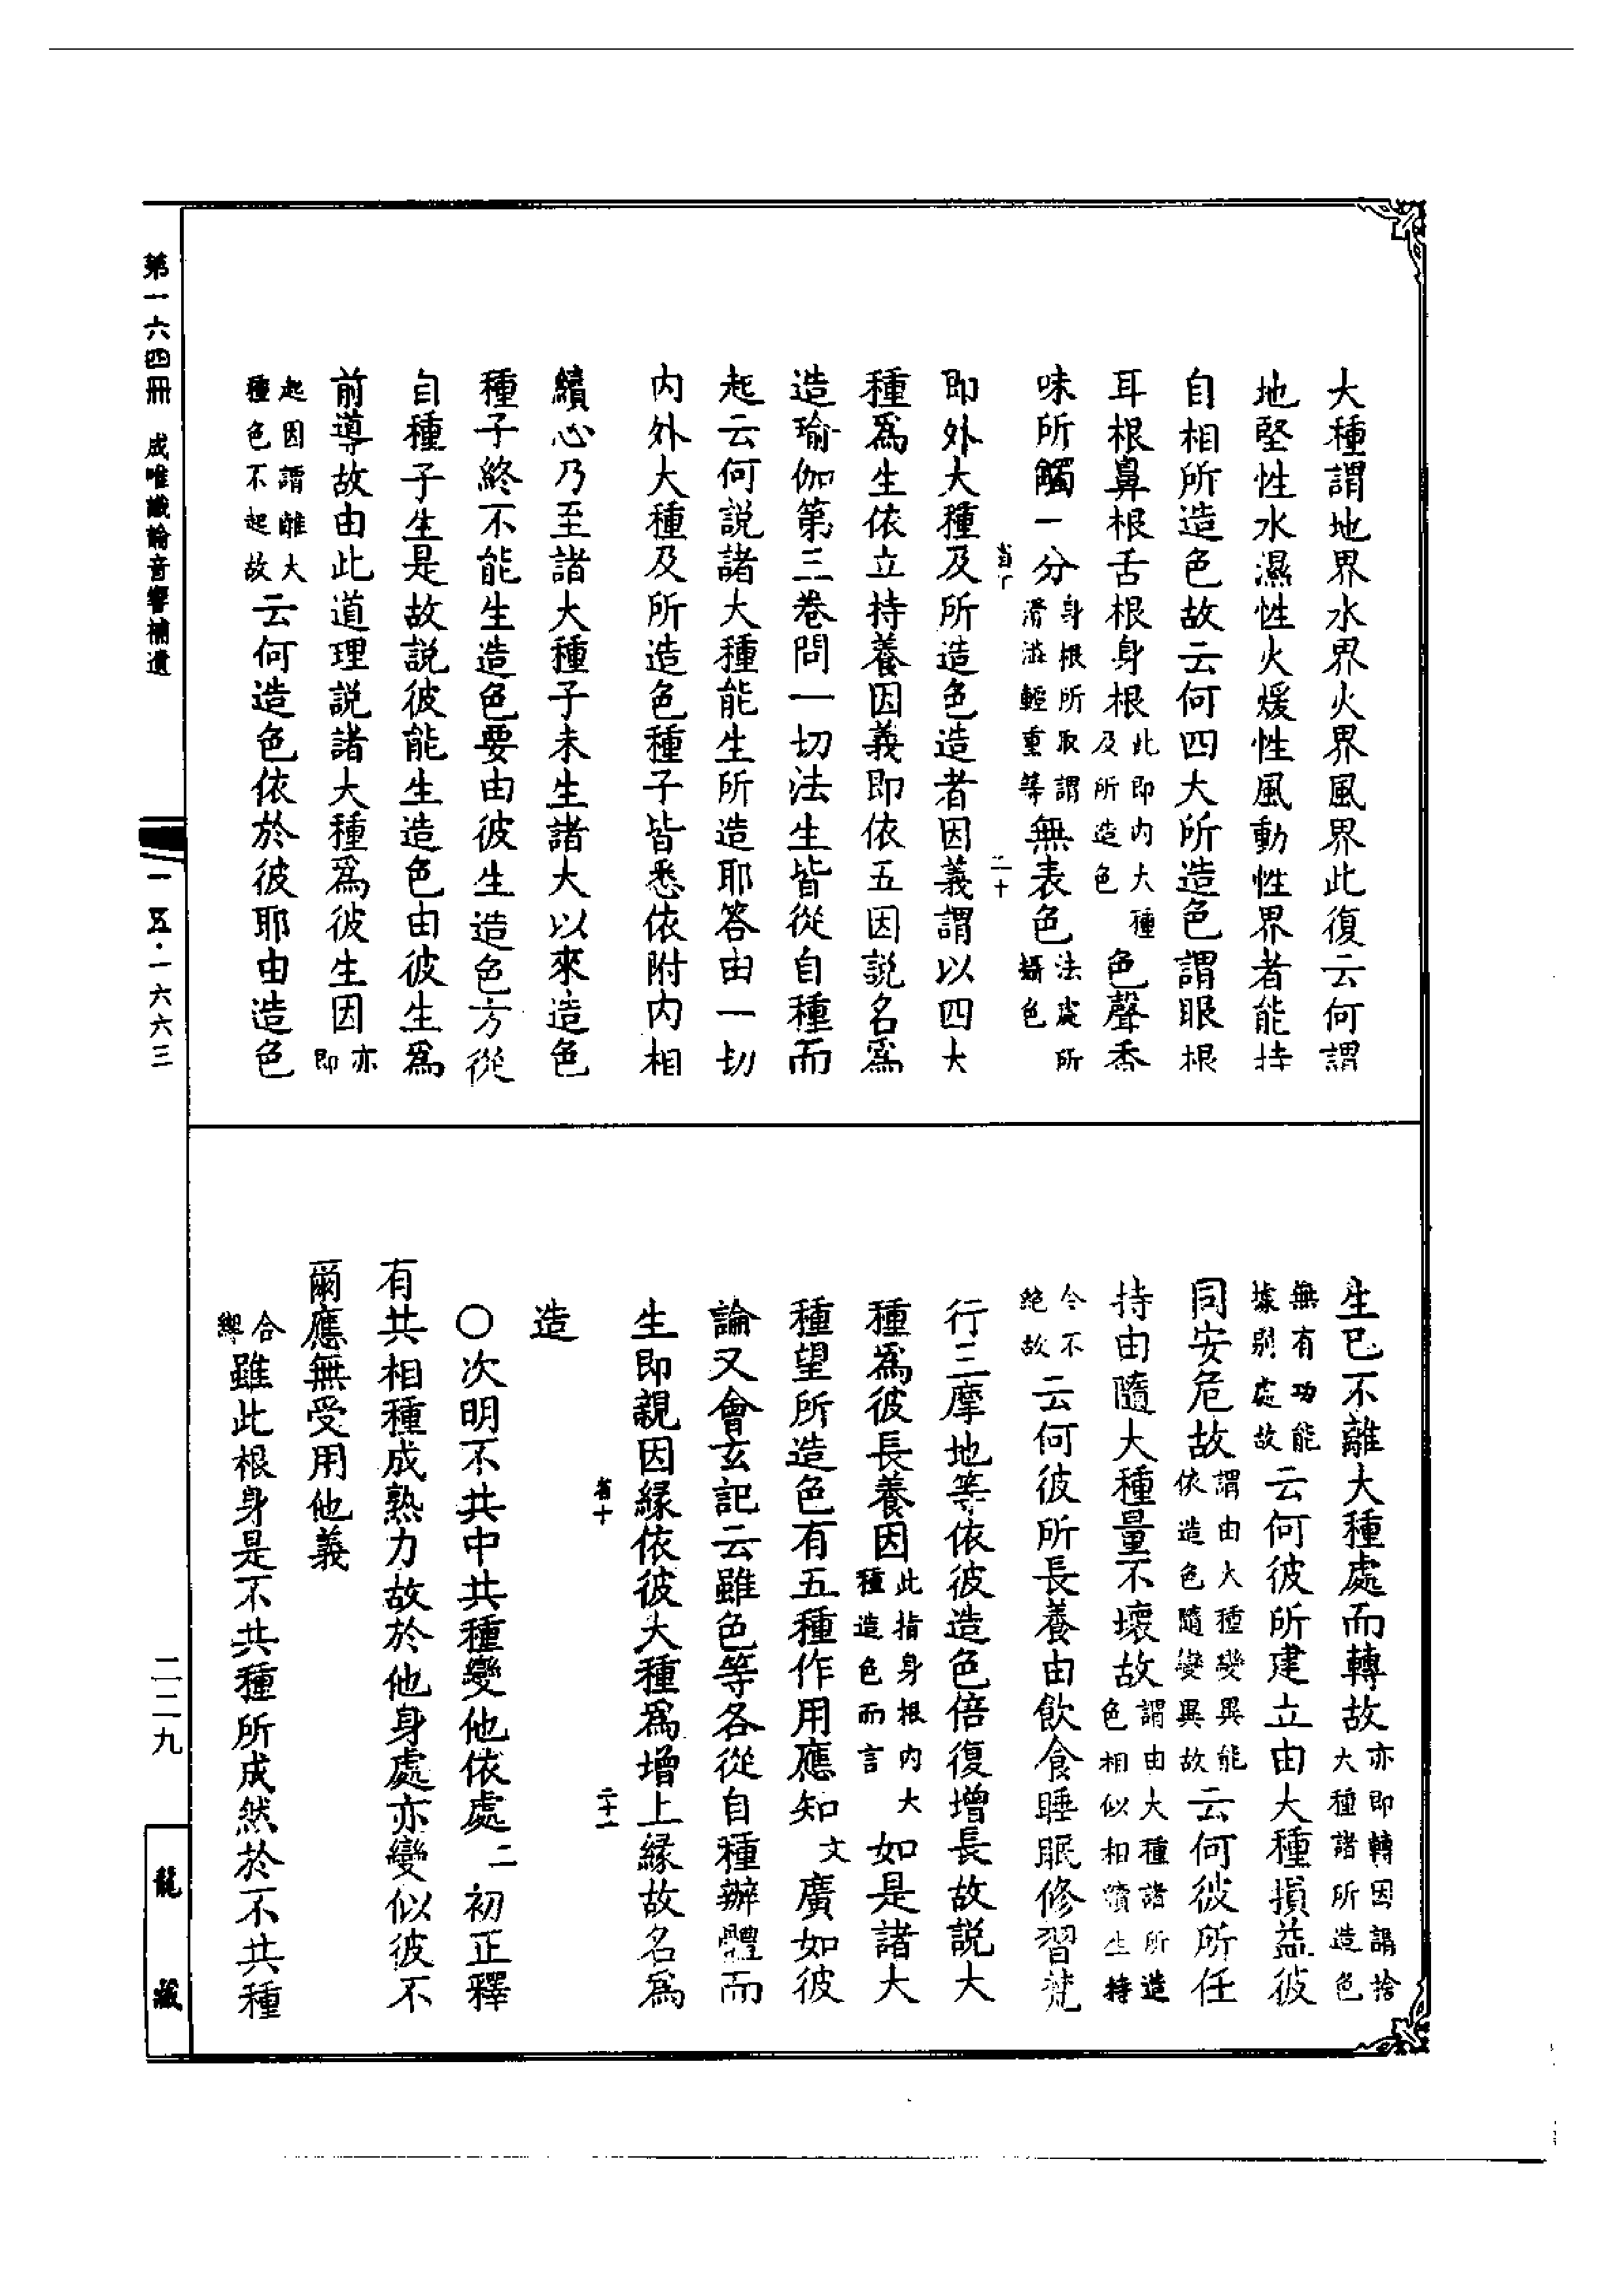 大種謂地界水界火界風界此復云何謂
地堅性水濕性火煖性風動性界者能持
自相所造色故云何四大所造色謂眼根
耳根鼻根舌根身根此即内大種及所造色色聲香
味所觸一分身根所取謂滑澁輕重等無表色法處所攝色
即外大種及所造色造者因義謂以四大
種爲生依立持養因義即依五因説名爲
造瑜伽第三卷問一切法生皆從自種而
起云何説諸大種能生所造耶答由一切
内外大種及所造色種子皆悉依附内相
續心乃至諸大種子未生諸大以來造色
種子終不能生造色要由彼生造色方從
自種子生是故説彼能生造色由彼生爲
前導故由此道理説諸大種爲彼生因亦即
起因謂離大種色不起故云何造色依於彼耶由造色
生已不離大種處而轉故亦即轉因謂捨大種諸所造色
無有功能據別處故云何彼所建立由大種損益彼
同安危故謂由大種變異能依造色隨變異故云何彼所任
持由隨大種量不壞故謂由大種諸所造色相似相續生持
令不絶故云何彼所長養由飲食睡眠修習梵
行三摩地等依彼造色倍復增長故説大
種爲彼長養因此指身根内大種造色而言如是諸大
種望所造色有五種作用應知文廣如彼
論又會玄記云雖色等各從自種辦體而
生即親因緣依彼大種爲增上緣故名爲
造
○次明不共中共種變他依處二初正釋
有共相種成熟力故於他身處亦變似彼不
爾應無受用他義
合響雖此根身是不共種所成然於不共種
第一六四冊 成唯識論音響補遺
一五·一六六三
二二九
龍藏